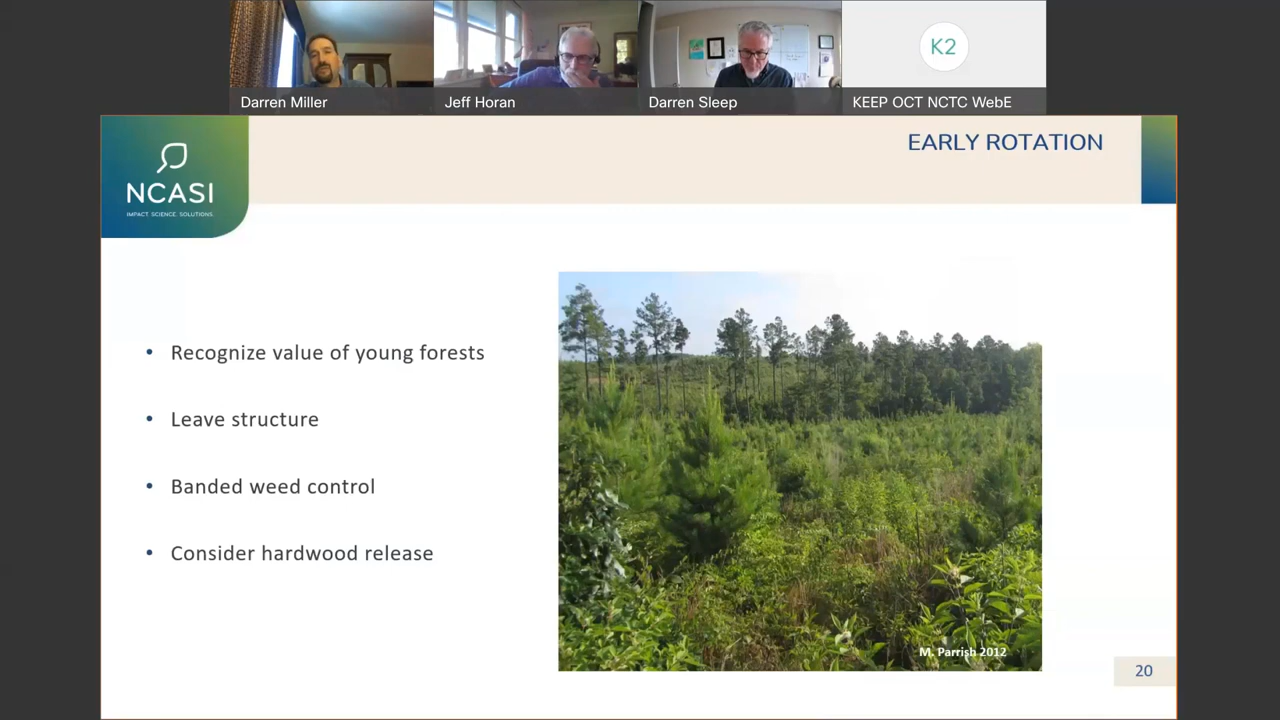 Darren Miller
Jeff Horan
Darren Sleep
K2
KEEP OCT NCTC WebE
NCASI
IMPACT. SCIENCE. SOLUTIONS.
EARLY ROTATION
• Recognize value of young forests
• Leave structure
• Banded weed control
• Consider hardwood release
M. Parrish 2012
20